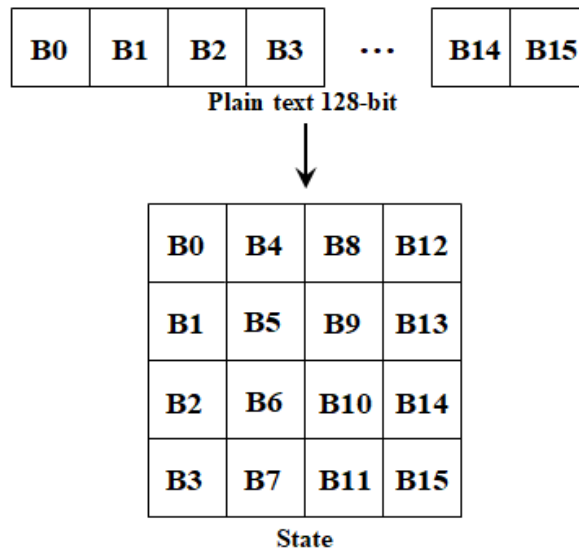 B0 B1 B2 B3 ... B14 B15
Plain text 128-bit
B0 B4 B8 B12
B1 B5 B9 B13
B2 B6 B10 B14
B3 B7 B11 B15
State